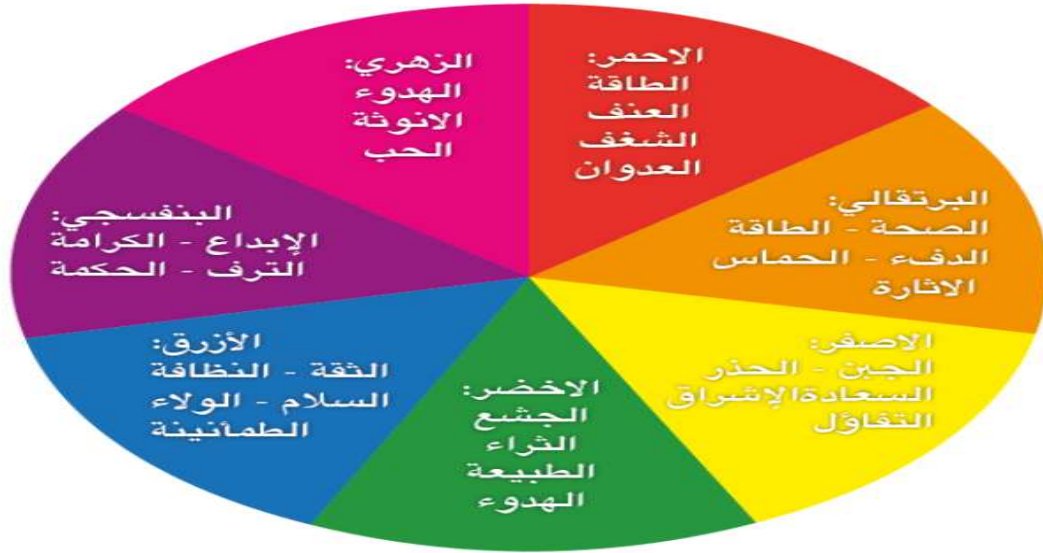 الاحمر:
الطاقة
العنف
الشغف
العدوان
البرتقالي:
الصحة - الطاقة
الدفء - الحماس
الاثارة
الاصفر:
الجبن - الحذر
السعادةالإشراق
التفاؤل
الاخضر:
الجشع
الثراء
الطبيعة
الهدوء
الأزرق:
الثقة - النظافة
السلام - الولاء
الطمأنينة
البنفسجي:
الإبداع - الكرامة
الترف - الحكمة
الزهري:
الهدوء
الانوثة
الحب